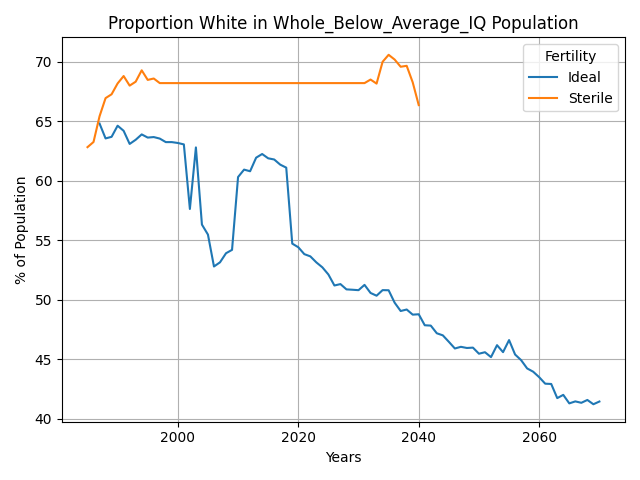 Proportion White in Whole_Below_Average_IQ Population
Fertility
Ideal
Sterile
% of Population
70
65
60
55
50
45
40
2000
2020
2040
2060
Years